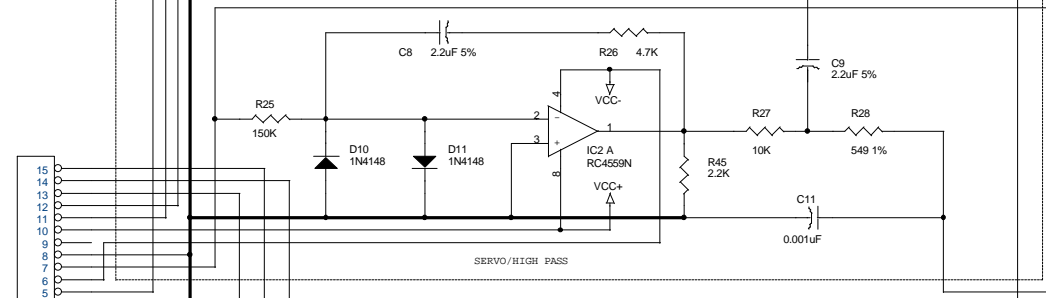 C8 2.2uF 5%
R26 4.7K
C9
2.2uF 5%
R25
150K
4
VCC-
2
3
1
8
IC2 A
RC4559N
VCC+
R27
10K
R28
549 1%
D10
1N4148
D11
1N4148
R45
2.2K
C11
0.001uF
15
14
13
12
11
10
9
8
7
6
5
SERVO/HIGH PASS